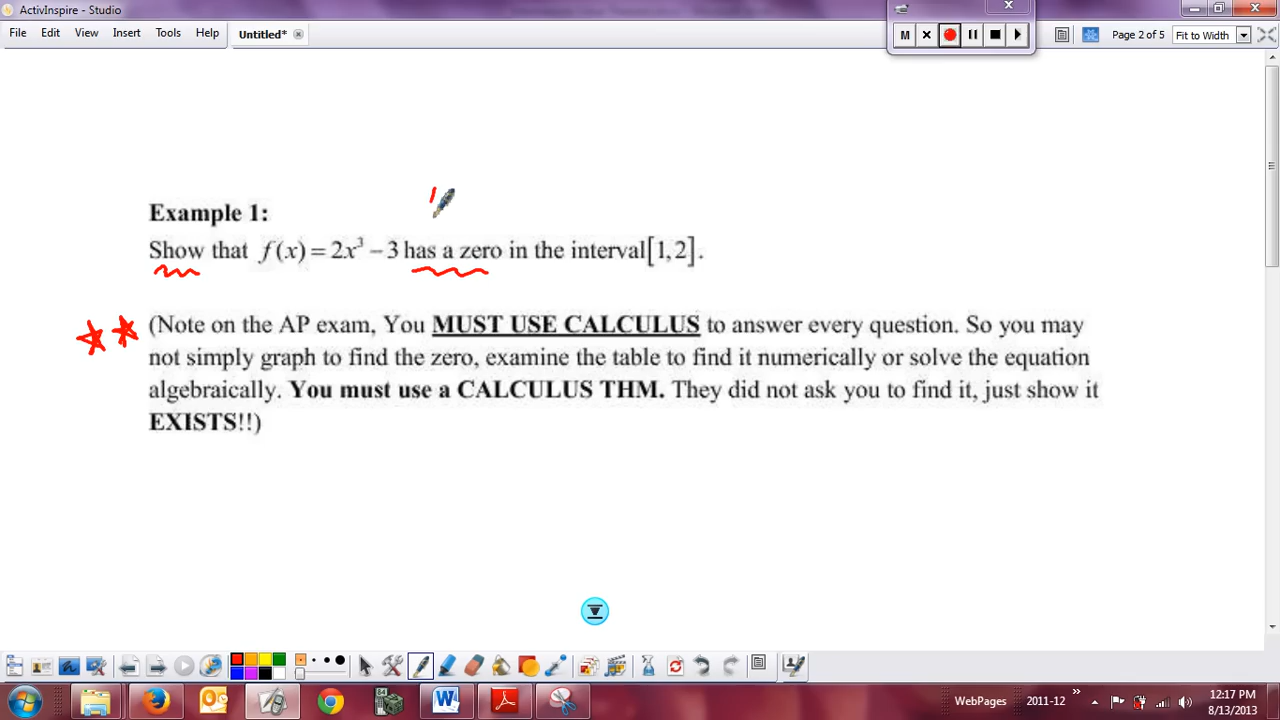 ActivInspire - Studio
File Edit View Insert Tools Help Untitled* M Page 2 of 5 Fit to Width
Example 1:
Show that f(x) = 2x³ – 3 has a zero in the interval [1, 2].
(Note on the AP exam, You MUST USE CALCULUS to answer every question. So you may
not simply graph to find the zero, examine the table to find it numerically or solve the equation
algebraically. You must use a CALCULUS THM. They did not ask you to find it, just show it
EXISTS!!)
WebPages 2011-12 » 12:17 PM
8/13/2013